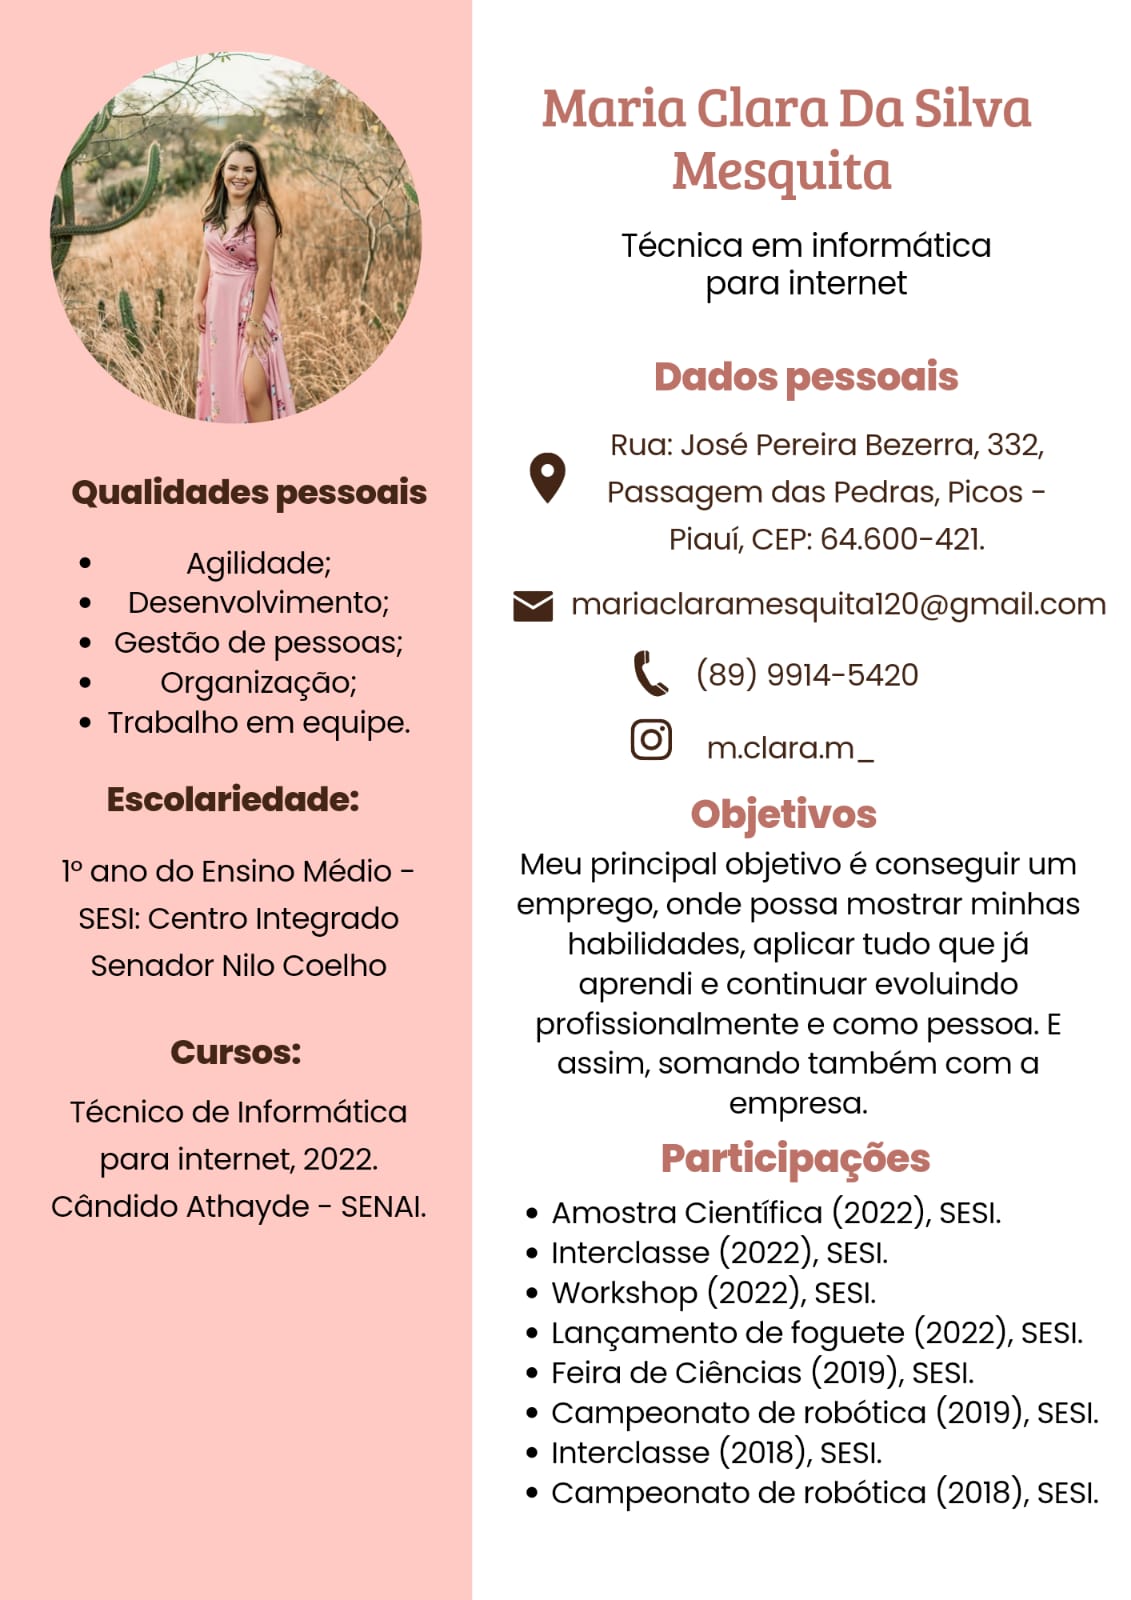 Maria Clara Da Silva
Mesquita
Técnica em informática
para internet
Dados pessoais
Rua: José Pereira Bezerra, 332,
Passagem das Pedras, Picos -
Piauí, CEP: 64.600-421.
mariaclaramesquita120@gmail.com
(89) 9914-5420
m.clara.m_
Objetivos
Meu principal objetivo é conseguir um
emprego, onde possa mostrar minhas
habilidades, aplicar tudo que já
aprendi e continuar evoluindo
profissionalmente e como pessoa. E
assim, somando também com a
empresa.
Participações
• Amostra Científica (2022), SESI.
• Interclasse (2022), SESI.
• Workshop (2022), SESI.
• Lançamento de foguete (2022), SESI.
• Feira de Ciências (2019), SESI.
• Campeonato de robótica (2019), SESI.
• Interclasse (2018), SESI.
• Campeonato de robótica (2018), SESI.
Qualidades pessoais
• Agilidade;
• Desenvolvimento;
• Gestão de pessoas;
• Organização;
• Trabalho em equipe.
Escolariedade:
1º ano do Ensino Médio -
SESI: Centro Integrado
Senador Nilo Coelho
Cursos:
Técnico de Informática
para internet, 2022.
Cândido Athayde - SENAI.